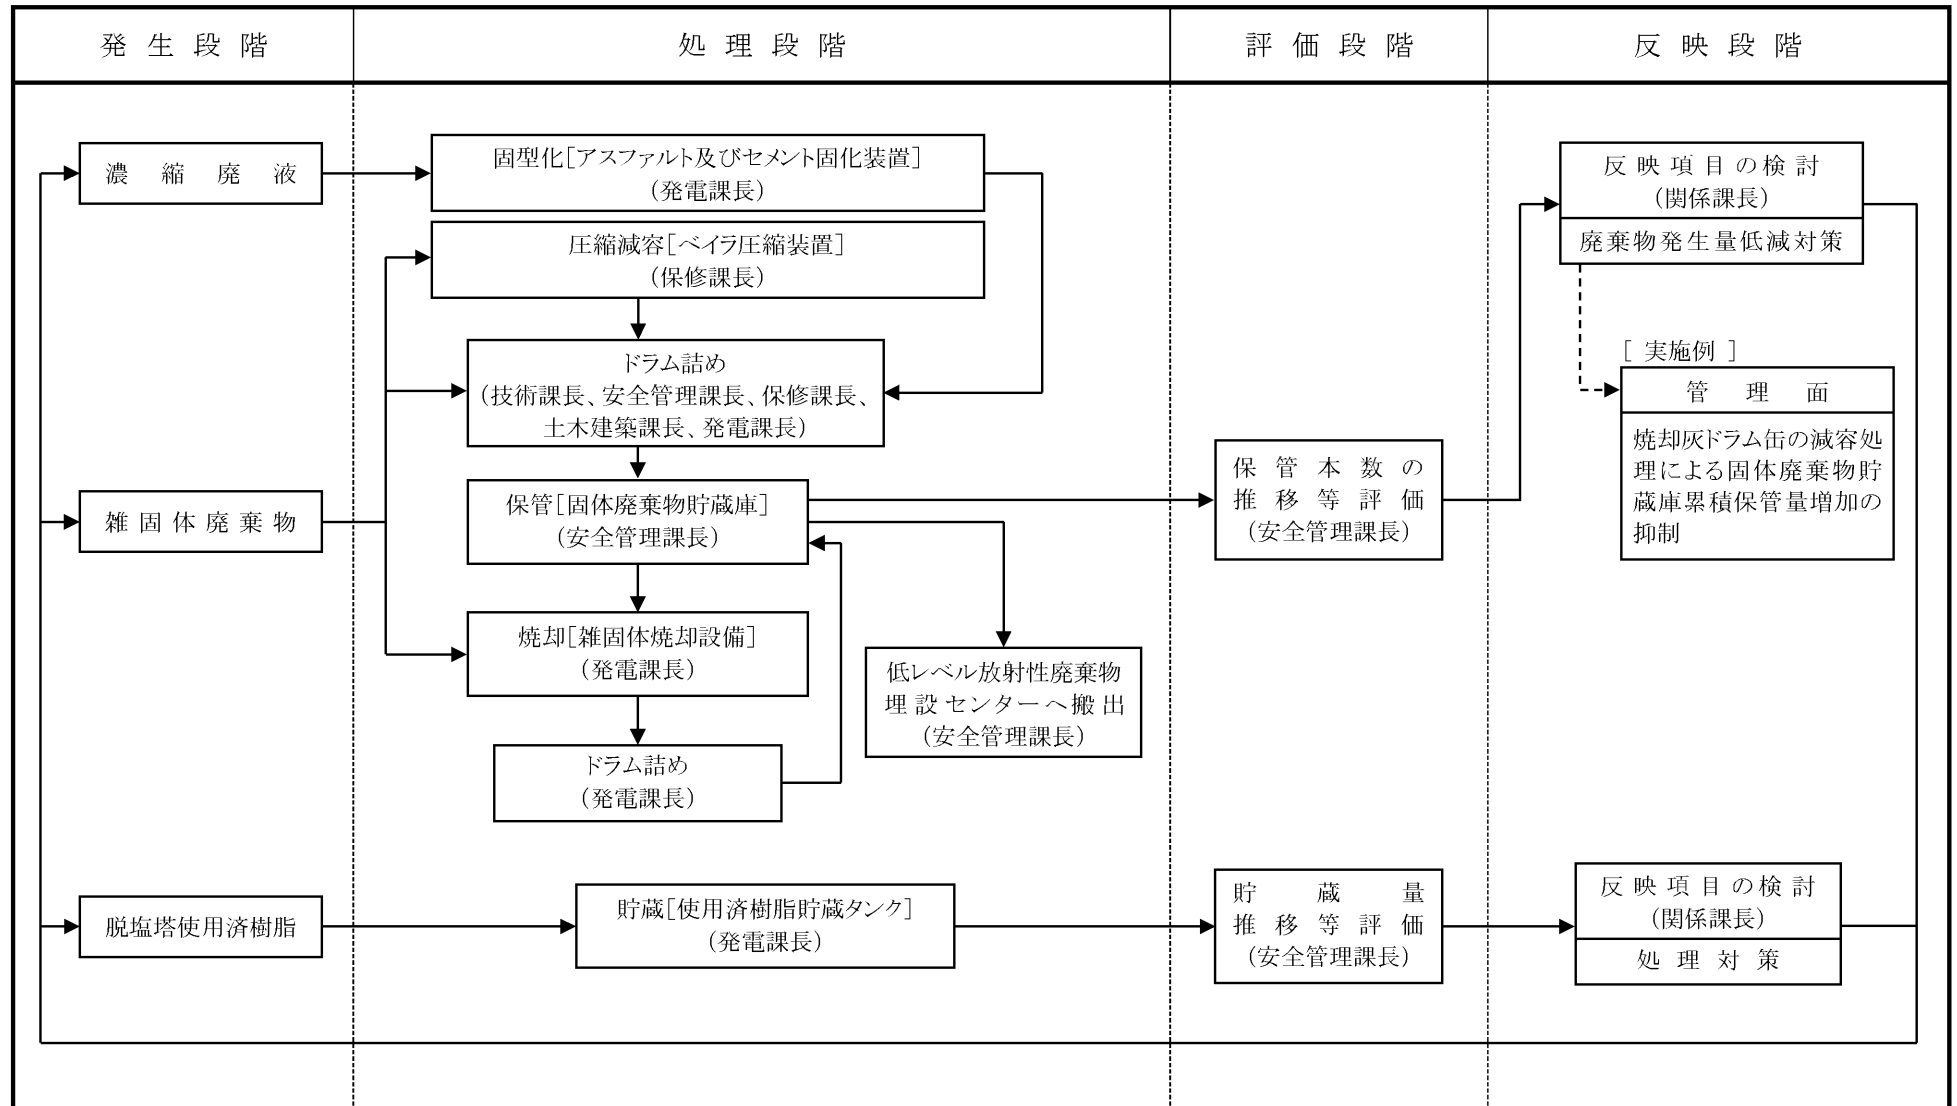 発生段階
処理段階
評価段階
反映段階
濃縮廃液
固型化[アスファルト及びセメント固化装置]
(発電課長)
圧縮減容[ベイラ圧縮装置]
(保修課長)
ドラム詰め
(技術課長、安全管理課長、保修課長、
土木建築課長、発電課長)
雑固体廃棄物
保管[固体廃棄物貯蔵庫]
(安全管理課長)
焼却[雑固体焼却設備]
(発電課長)
ドラム詰め
(発電課長)
低レベル放射性廃棄物
埋設センターへ搬出
(安全管理課長)
保管本数の
推移等評価
(安全管理課長)
反映項目の検討
(関係課長)
廃棄物発生量低減対策
[ 実施例 ]
管理面
焼却灰ドラム缶の減容処
理による固体廃棄物貯
蔵庫累積保管量増加の
抑制
脱塩塔使用済樹脂
貯蔵[使用済樹脂貯蔵タンク]
(発電課長)
貯蔵量
推移等評価
(安全管理課長)
反映項目の検討
(関係課長)
処理対策